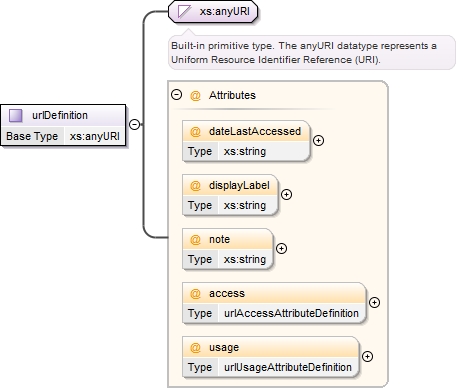 xs:anyURI
Built-in primitive type. The anyURI datatype represents a
Uniform Resource Identifier Reference (URI).
urlDefinition
Base Type xs:anyURI
@ Attributes
@ dateLastAccessed
Type xs:string
@ displayLabel
Type xs:string
@ note
Type xs:string
@ access
Type urlAccessAttributeDefinition
@ usage
Type urlUsageAttributeDefinition